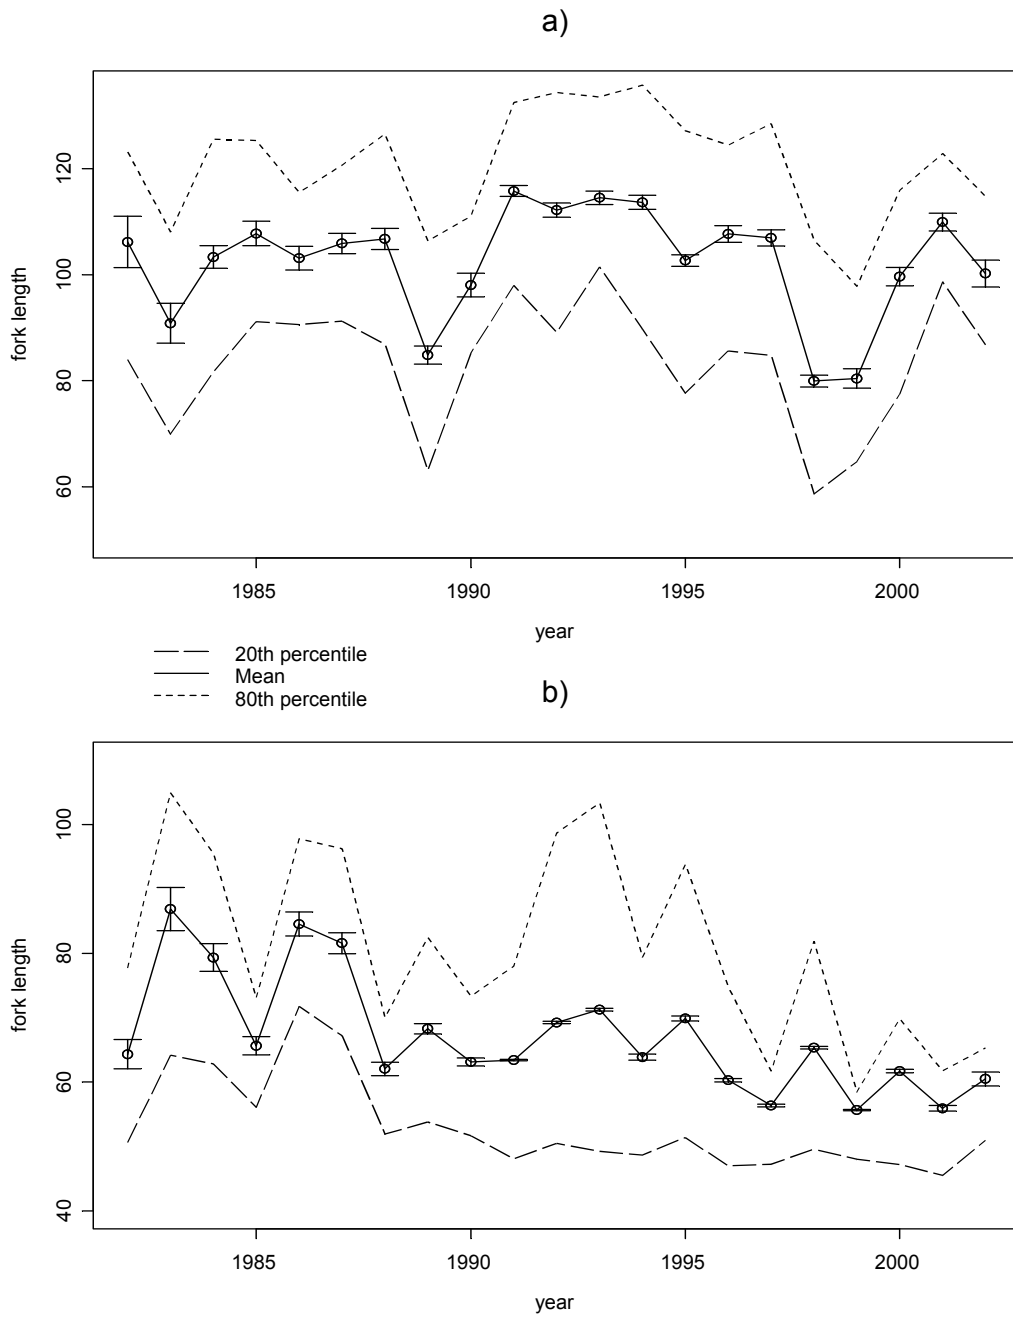 a)
120
100
80
60
fork length
1985 1990 1995 2000
year
20th percentile
Mean
80th percentile
b)
100
80
60
40
fork length
1985 1990 1995 2000
year